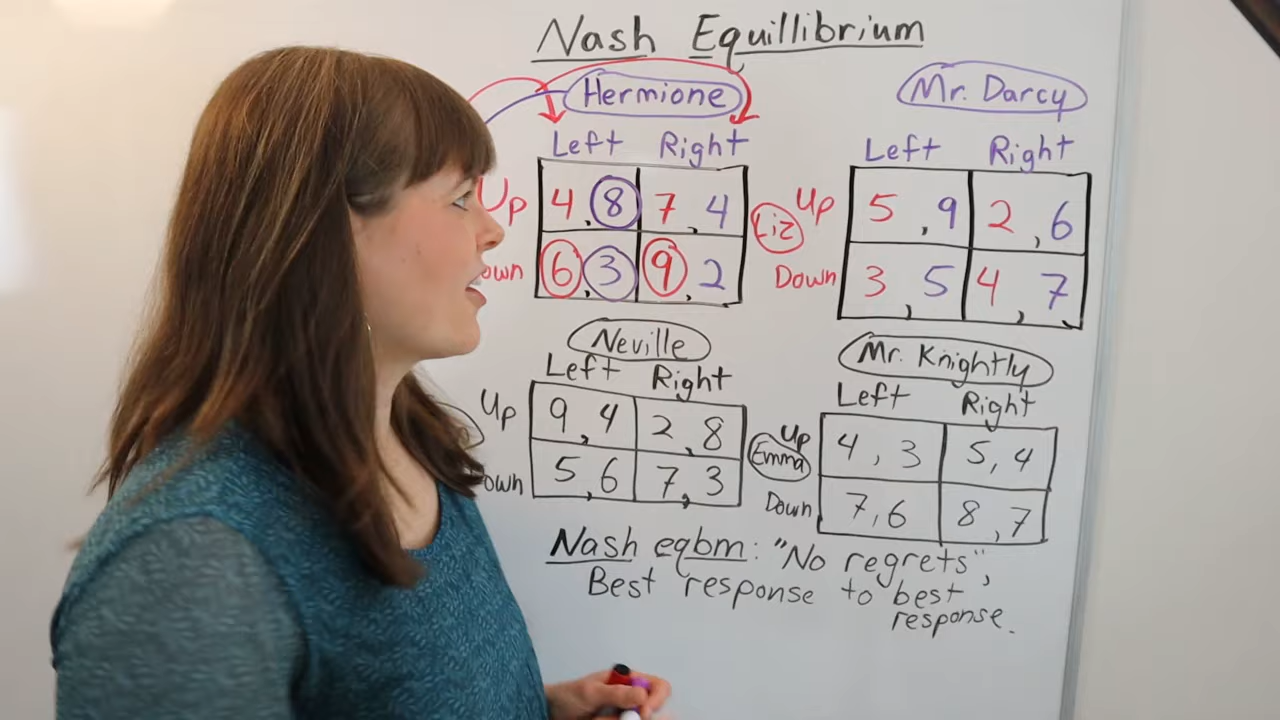 Nash Equillibrium
Hermione
Left Right
Up 4,8 7,4
6,3 9,2
Mr. Darcy
Left Right
Liz
Up 5,9 2,6
Down 3,5 4,7
Neville
Left Right
Up 9,4 2,8
5,6 7,3
Mr. Knightly
Left Right
Emma
Up 4,3 5,4
Down 7,6 8,7
Nash eqbm: "No regrets",
Best response to best
response.